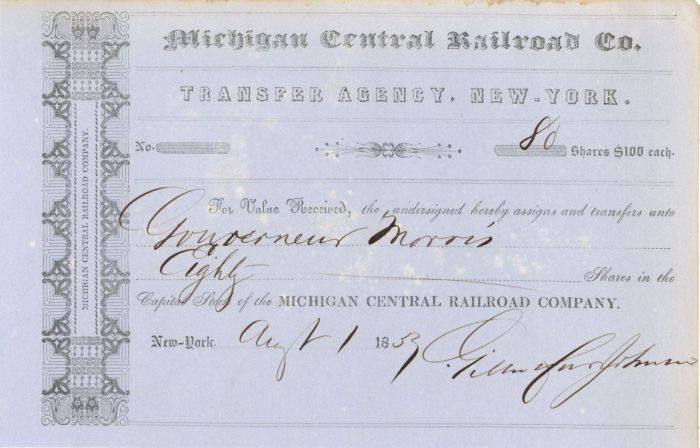 Michigan Central Railroad Co.
TRANSFER AGENCY, NEW-YORK.
No. 80 Shares $100 each.
For Value Received, the undersigned hereby assigns and transfers unto
Gouverneur Morris
Eighty Shares in the
Capital Stock of the MICHIGAN CENTRAL RAILROAD COMPANY.
New-York. Augt 1 1853
MICHIGAN CENTRAL RAILROAD COMPANY.